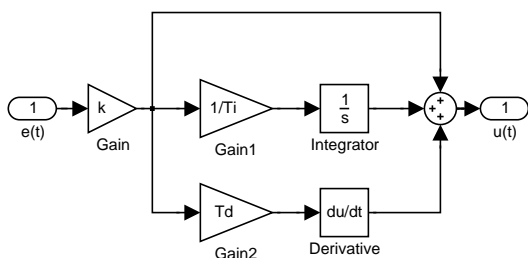 1
e(t)
k
Gain
1/Ti
Gain1
1
s
Integrator
+
+
+
1
u(t)
Td
Gain2
du/dt
Derivative